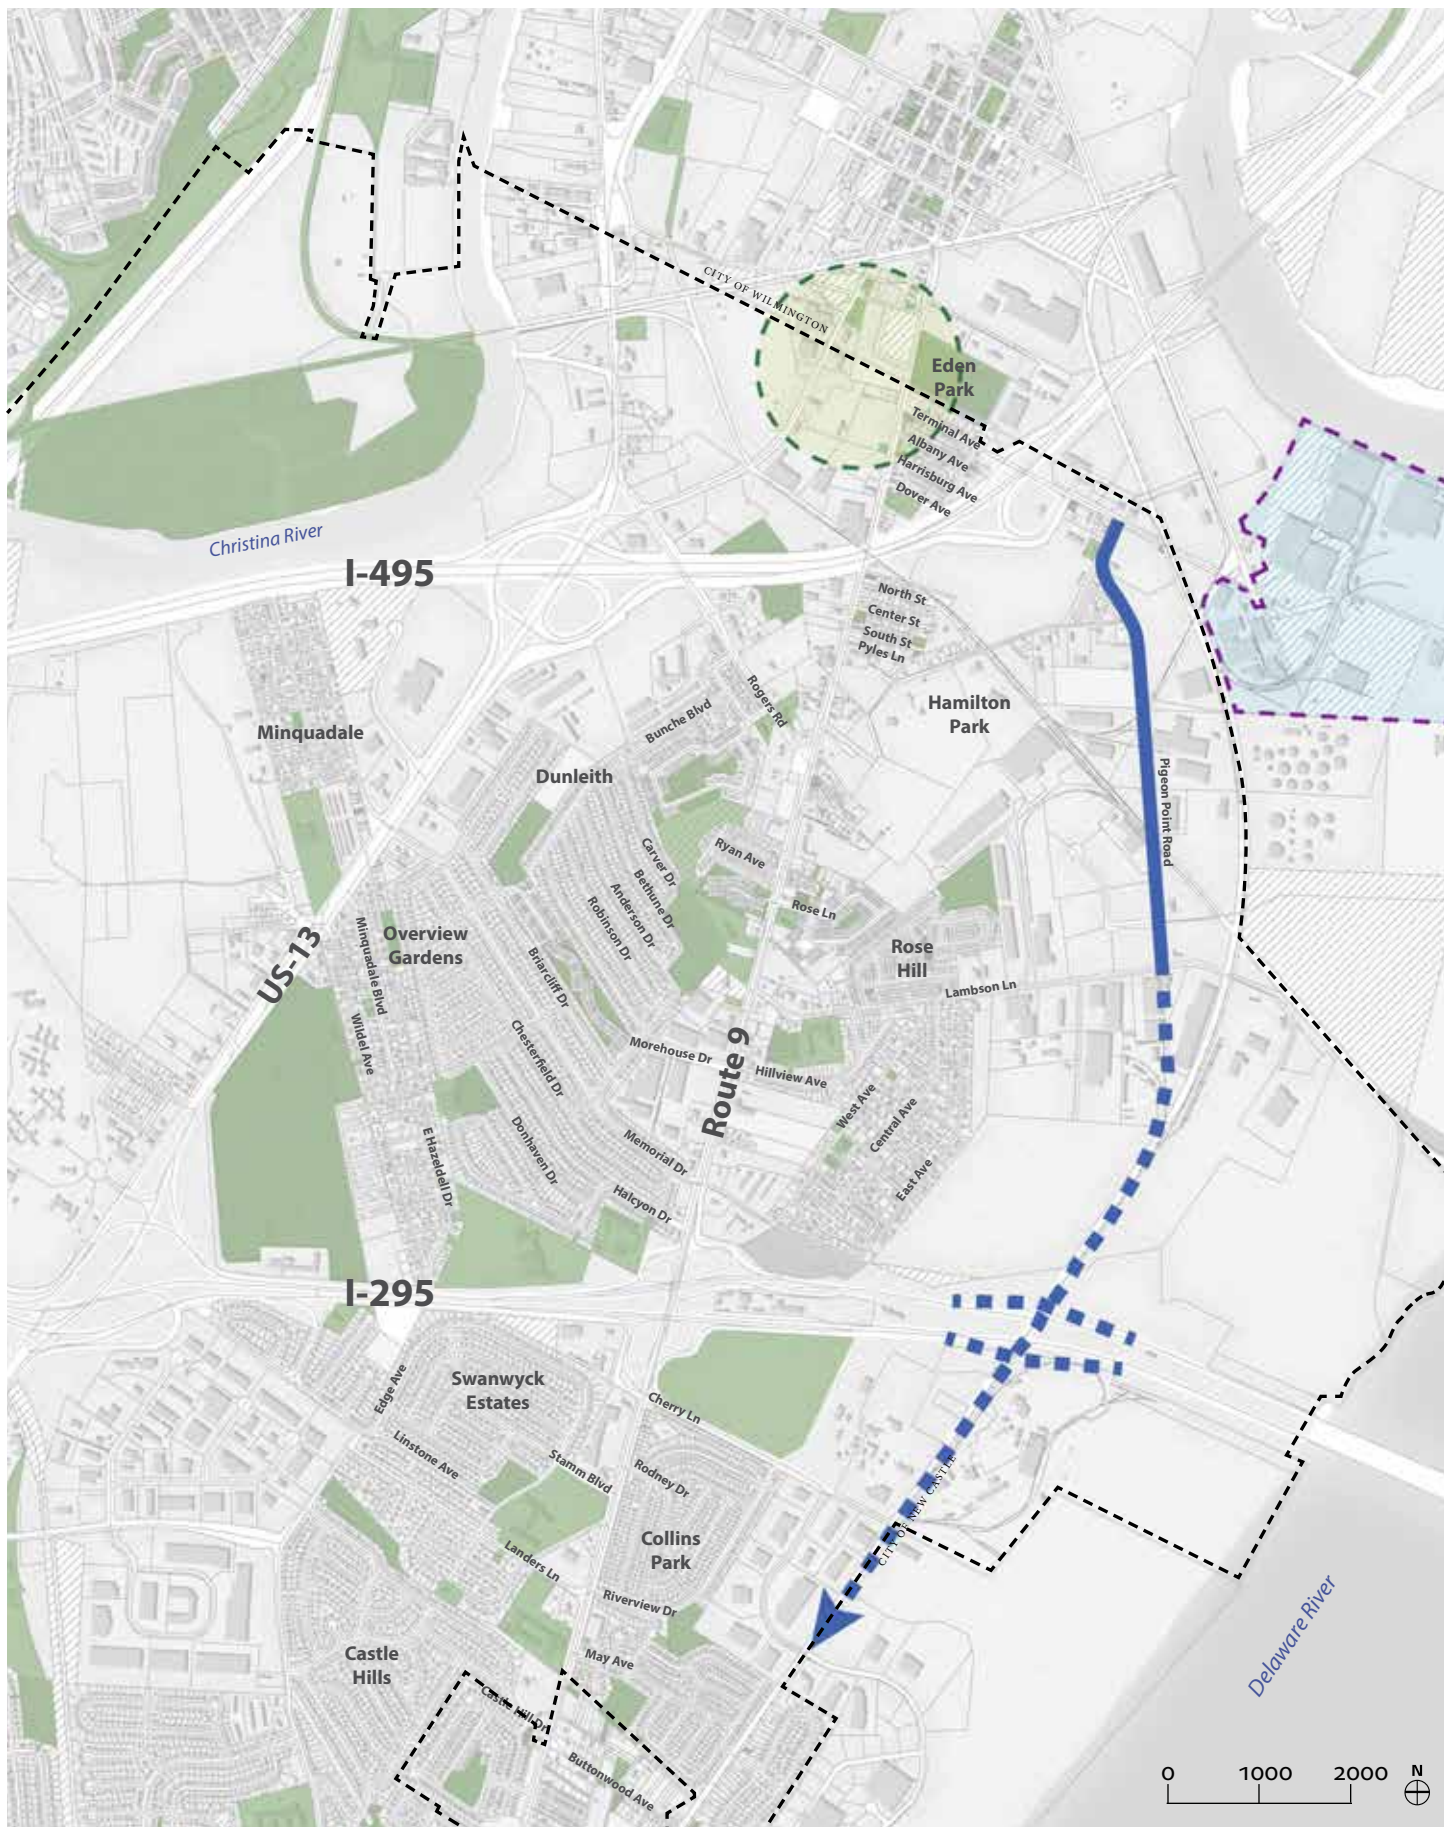 CITY OF WILMINGTON
Eden
Park
Terminal Ave
Albany Ave
Harrisburg Ave
Dover Ave
Christina River
I-495
North St
Center St
South St
Pyles Ln
Rogers Rd
Hamilton
Park
Bunche Blvd
Minquadale
Dunleith
Pigeon Point Road
Ryan Ave
Carver Dr
Bethune Dr
Anderson Dr
Robinson Dr
Rose Ln
Overview
Gardens
Minquadale Blvd
US-13
Rose
Hill
Briarcliff Dr
Lambson Ln
Wildel Ave
Chesterfield Dr
Morehouse Dr
Route 9
Hillview Ave
West Ave
Central Ave
East Ave
Donhaven Dr
Memorial Dr
E Hazeldell Dr
Halcyon Dr
I-295
Swanwyck
Estates
Edge Ave
Cherry Ln
Linstone Ave
Stamm Blvd
Rodney Dr
CITY OF NEW CASTLE
Collins
Park
Landers Ln
Riverview Dr
Delaware River
Castle
Hills
May Ave
Castle Hill Dr
Buttonwood Ave
0 1000 2000 N